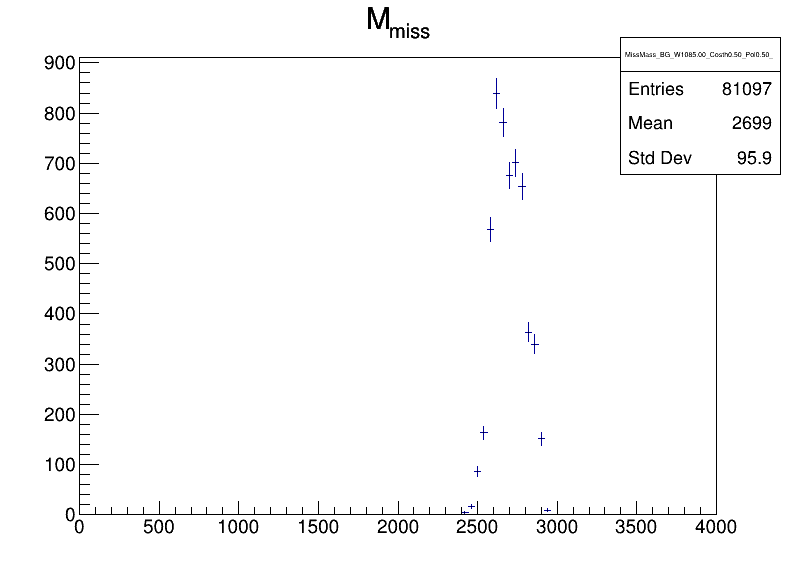 M_miss
MissMass_BG_W1085.00_Costh0.50_Pol0.50_
Entries 81097
Mean 2699
Std Dev 95.9
900
800
700
600
500
400
300
200
100
0
0 500 1000 1500 2000 2500 3000 3500 4000